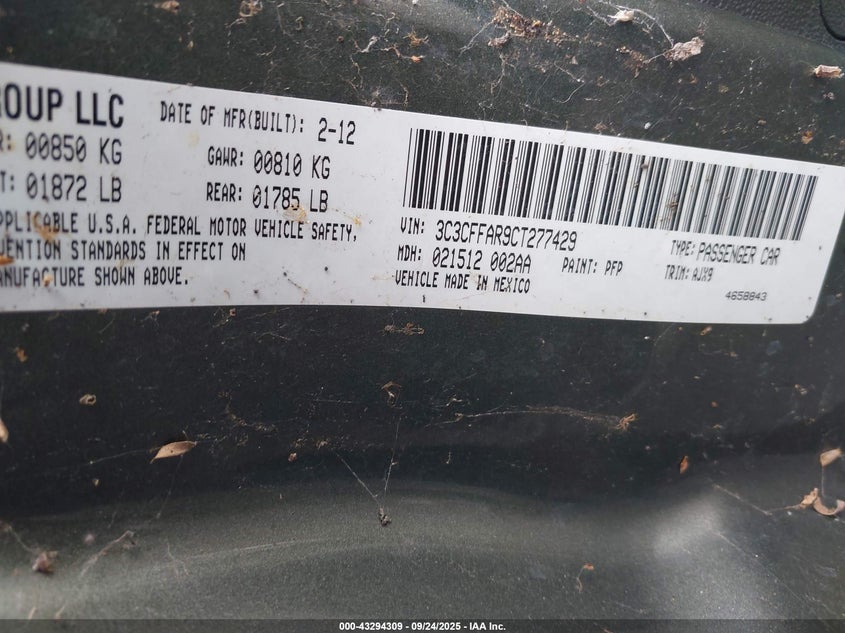 ROUP LLC DATE OF MFR(BUILT): 2-12
R: 00850 KG GAWR: 00810 KG
T: 01872 LB REAR: 01785 LB
APPLICABLE U.S.A. FEDERAL MOTOR VEHICLE SAFETY,
VENTION STANDARDS IN EFFECT ON
ANUFACTURE SHOWN ABOVE.
VIN: 3C3CFFAR9CT277429 TYPE: PASSENGER CAR
MDH: 021512 002AA PAINT: PFP TRIM: AJX9
VEHICLE MADE IN MEXICO 4658843
000-43294309 - 09/24/2025 - IAA Inc.